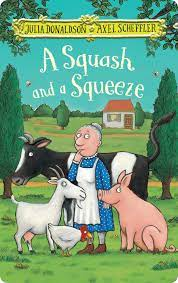 JULIA DONALDSON ★ AXEL SCHEFFLER
A Squash
and a Squeeze